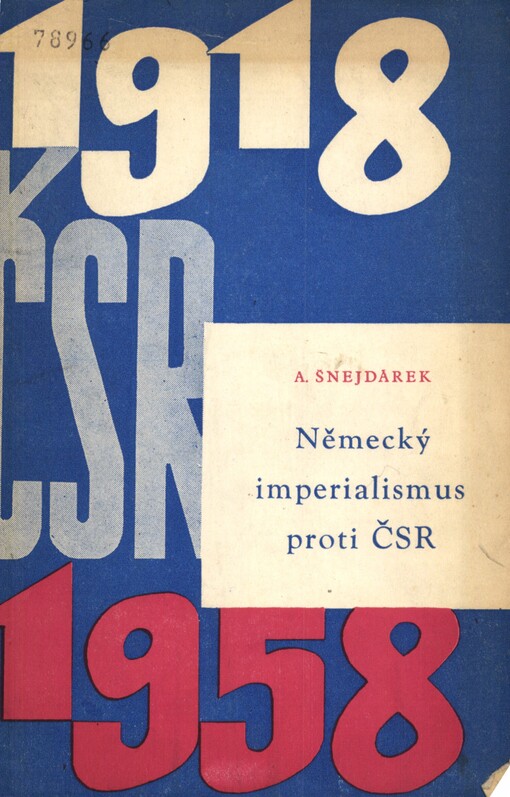 78966
1918
ČSR
A. ŠNEJDÁREK
Německý
imperialismus
proti ČSR
1958